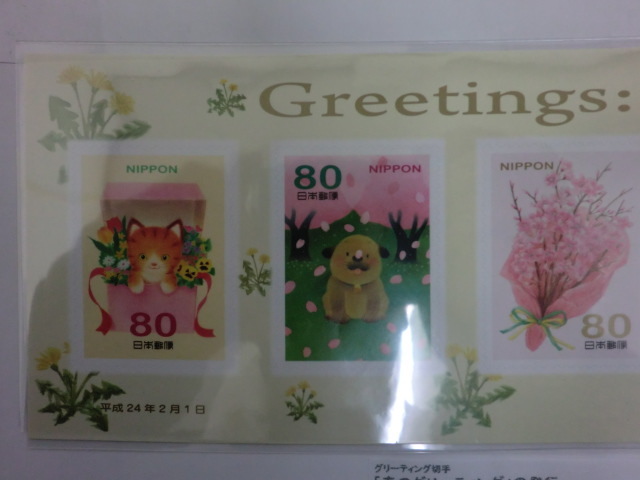 Greetings:
NIPPON
80
日本郵便
80
NIPPON
日本郵便
NIPPON
80
日本郵便
平成24年2月1日
グリーティング切手